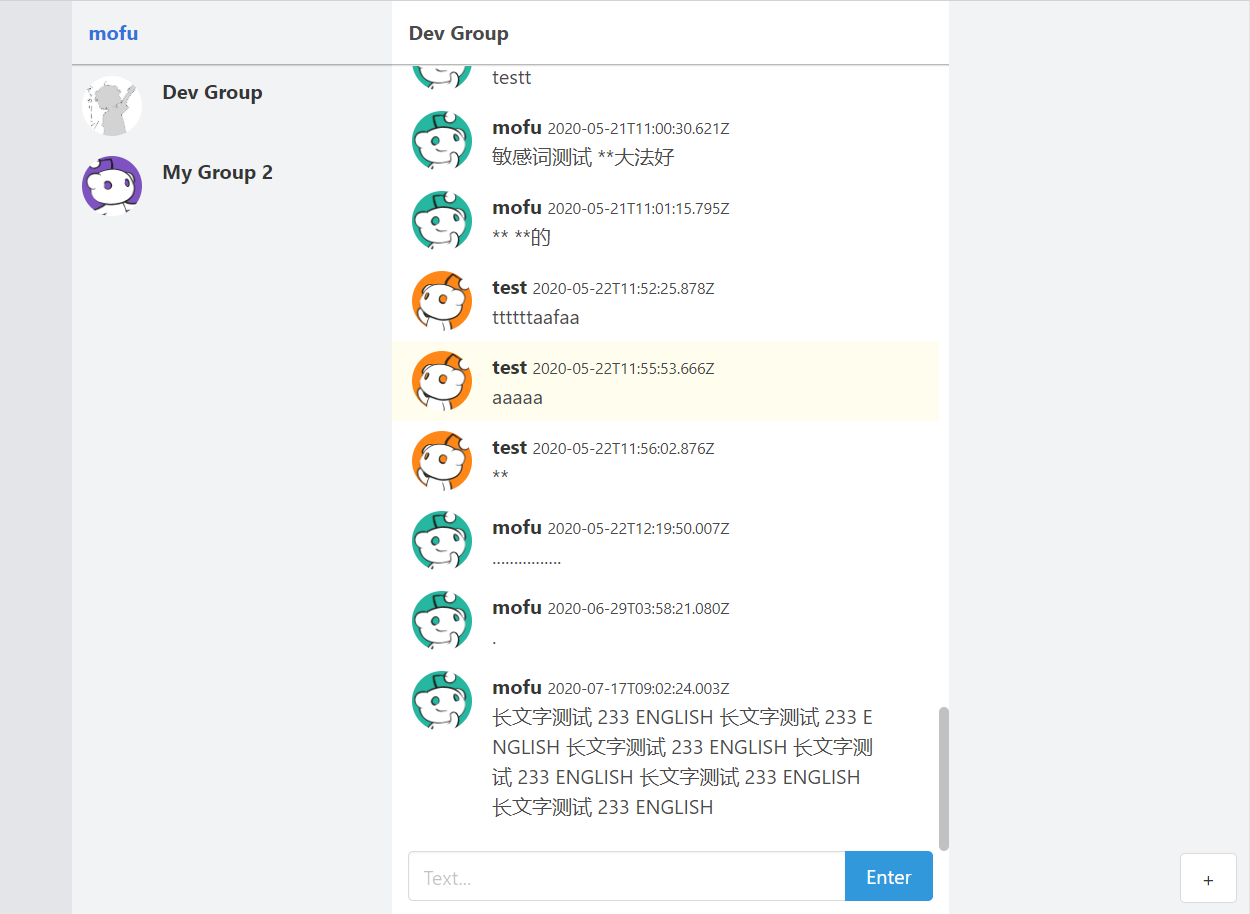 mofu
Dev Group
My Group 2
Dev Group
testt
mofu 2020-05-21T11:00:30.621Z
敏感词测试 **大法好
mofu 2020-05-21T11:01:15.795Z
** **的
test 2020-05-22T11:52:25.878Z
ttttttaafaa
test 2020-05-22T11:55:53.666Z
aaaaa
test 2020-05-22T11:56:02.876Z
**
mofu 2020-05-22T12:19:50.007Z
................
mofu 2020-06-29T03:58:21.080Z
.
mofu 2020-07-17T09:02:24.003Z
长文字测试 233 ENGLISH 长文字测试 233 E
NGLISH 长文字测试 233 ENGLISH 长文字测
试 233 ENGLISH 长文字测试 233 ENGLISH
长文字测试 233 ENGLISH
Text...
Enter
+